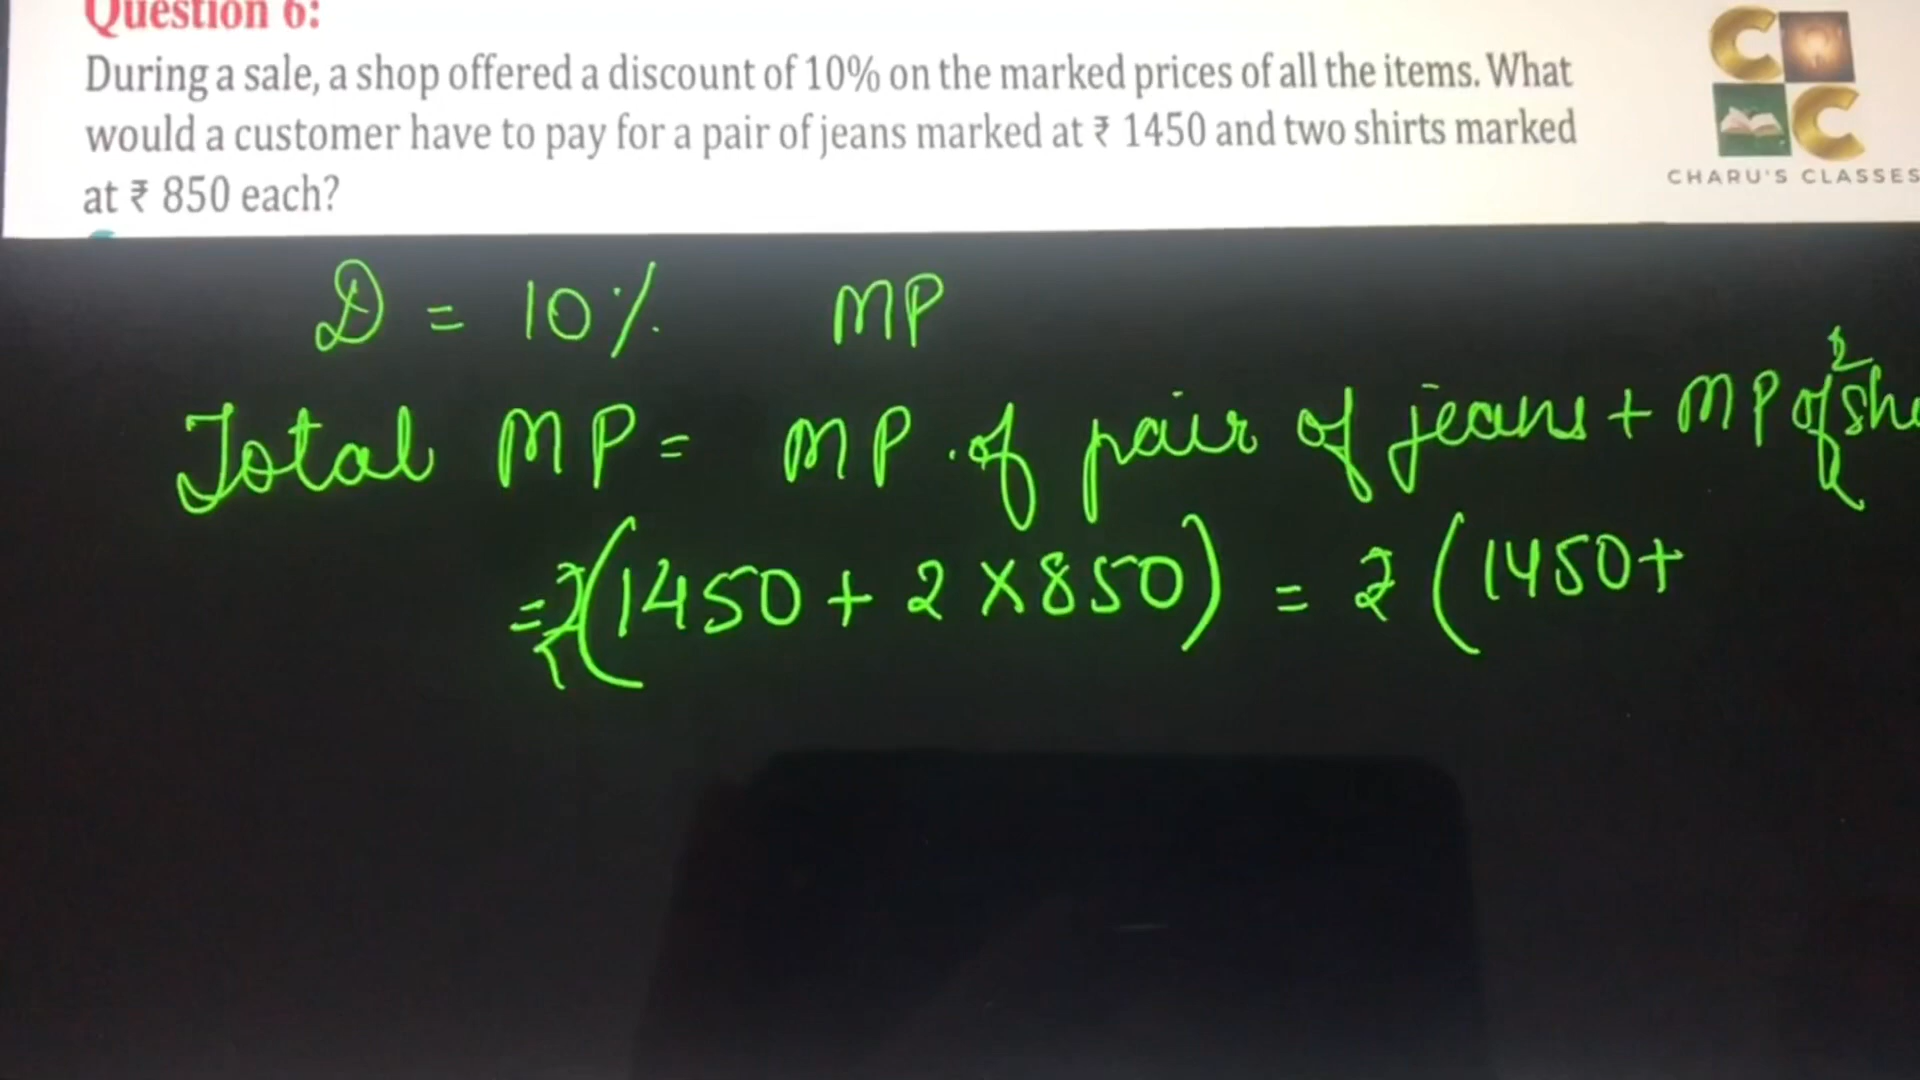 Question 6:
During a sale, a shop offered a discount of 10% on the marked prices of all the items. What
would a customer have to pay for a pair of jeans marked at ₹ 1450 and two shirts marked
at ₹ 850 each?
CHARU'S CLASSES
D = 10% MP
Total MP = MP of pair of jeans + MP of 2 sh
= ₹(1450 + 2 × 850) = ₹ (1450 +